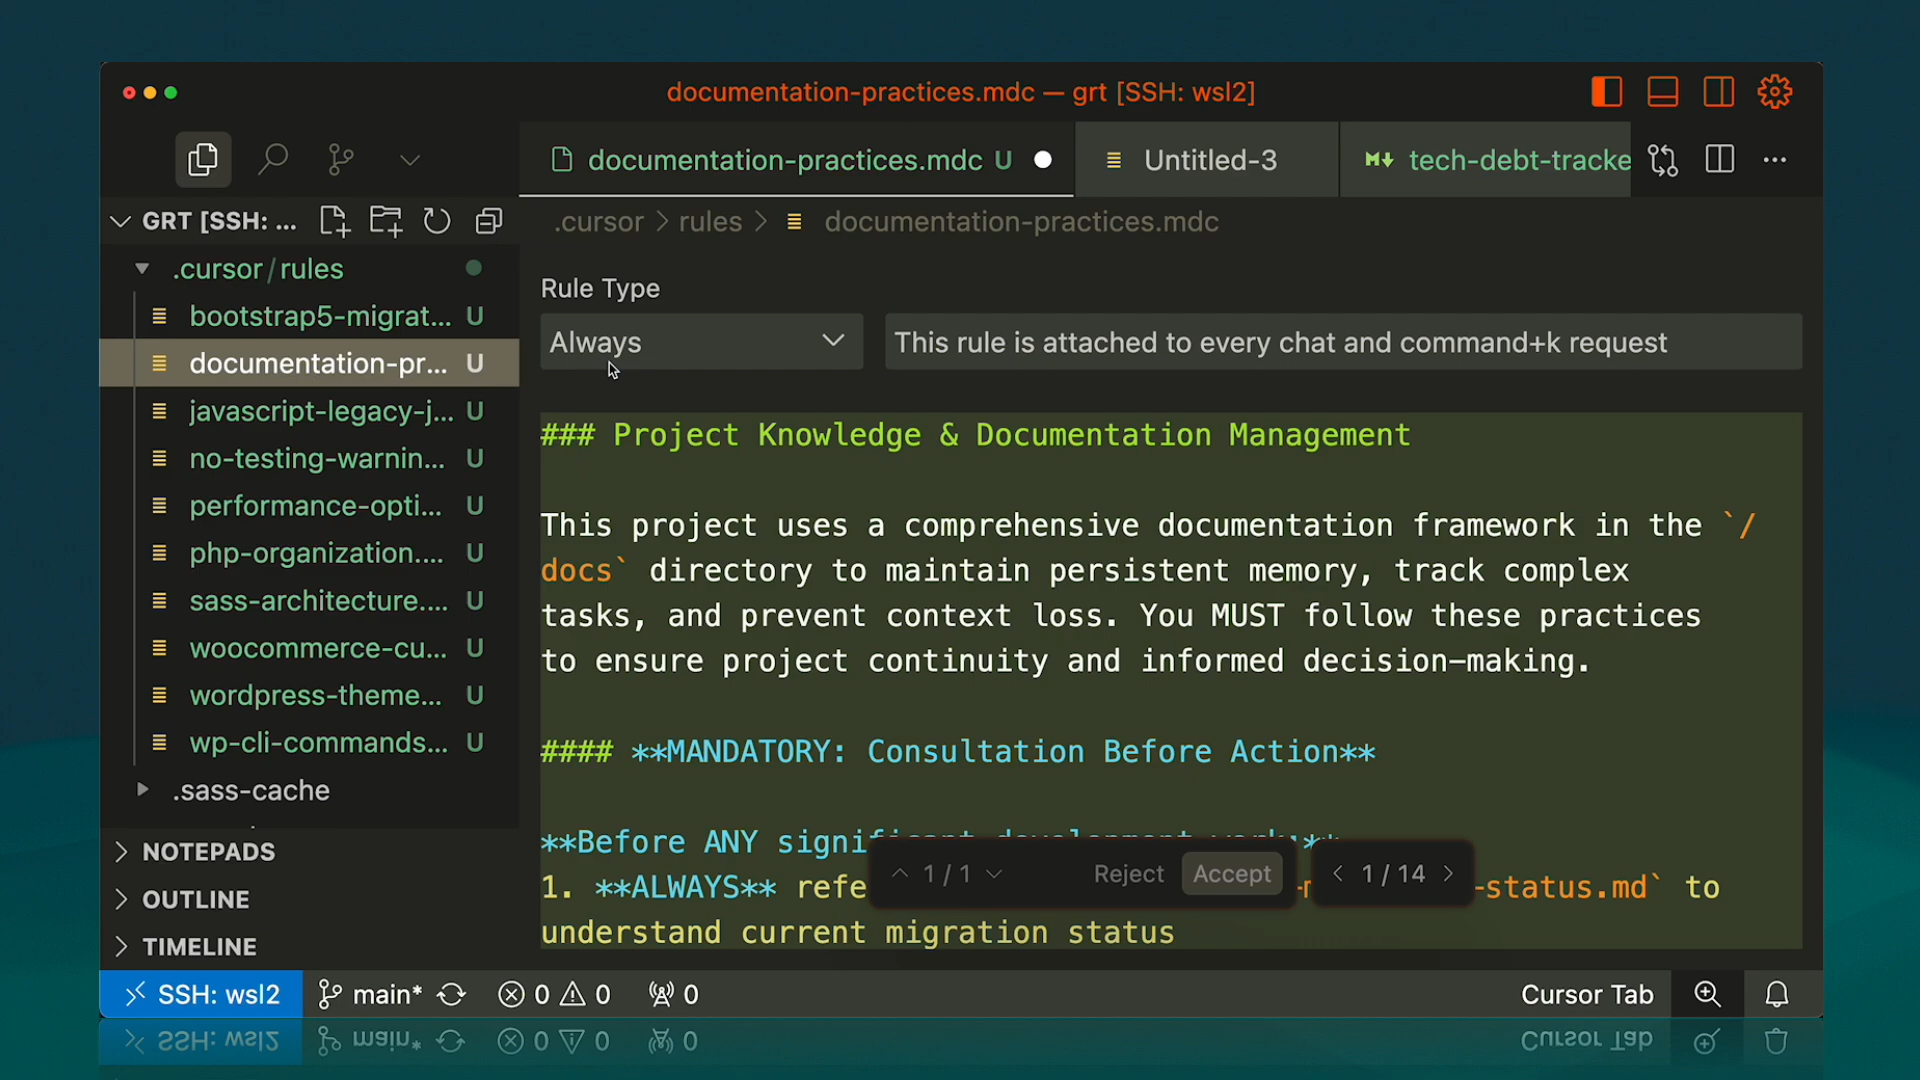 documentation-practices.mdc — grt [SSH: wsl2]
documentation-practices.mdc U
Untitled-3
tech-debt-tracke
GRT [SSH: ...
.cursor > rules > documentation-practices.mdc
.cursor/rules
bootstrap5-migrat... U
documentation-pr... U
javascript-legacy-j... U
no-testing-warnin... U
performance-opti... U
php-organization.... U
sass-architecture.... U
woocommerce-cu... U
wordpress-theme... U
wp-cli-commands... U
.sass-cache
NOTEPADS
OUTLINE
TIMELINE
Rule Type
Always
This rule is attached to every chat and command+k request
### Project Knowledge & Documentation Management
This project uses a comprehensive documentation framework in the `/
docs` directory to maintain persistent memory, track complex
tasks, and prevent context loss. You MUST follow these practices
to ensure project continuity and informed decision-making.
#### **MANDATORY: Consultation Before Action**
**Before ANY significant development work:**
1. **ALWAYS** refe
-status.md` to
understand current migration status
1/1
Reject
Accept
1/14
SSH: wsl2
main*
0
0
0
Cursor Tab